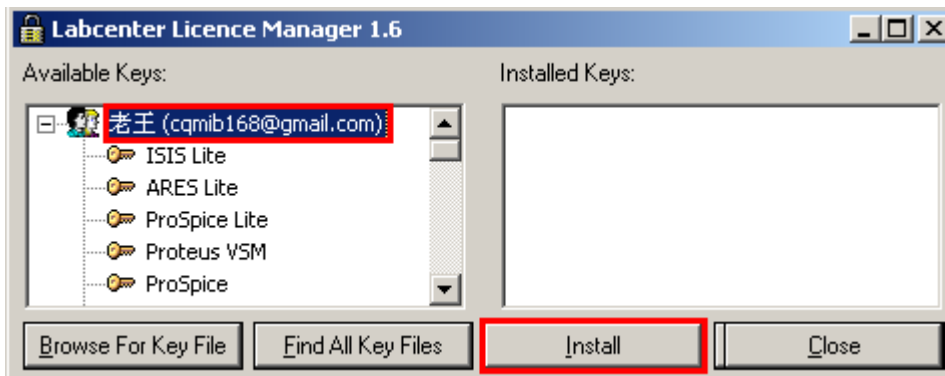 Labcenter Licence Manager 1.6
Available Keys:
Installed Keys:
老王 (cqmib168@gmail.com)
ISIS Lite
ARES Lite
ProSpice Lite
Proteus VSM
ProSpice
Browse For Key File
Find All Key Files
Install
Close